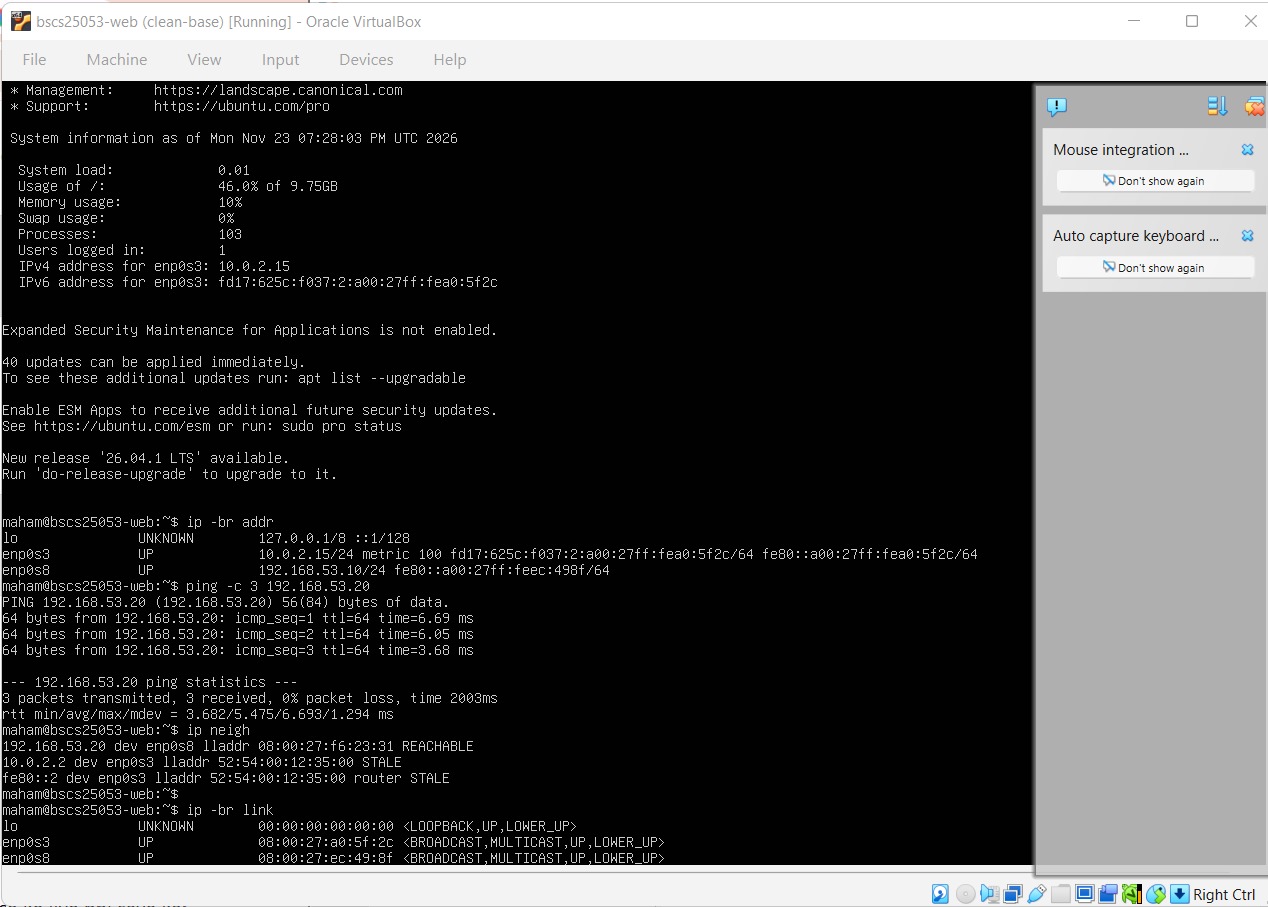 bscs25053-web (clean-base) [Running] - Oracle VirtualBox
File Machine View Input Devices Help
* Management: https://landscape.canonical.com
* Support: https://ubuntu.com/pro
System information as of Mon Nov 23 07:28:03 PM UTC 2026
System load: 0.01
Usage of /: 46.0% of 9.75GB
Memory usage: 10%
Swap usage: 0%
Processes: 103
Users logged in: 1
IPv4 address for enp0s3: 10.0.2.15
IPv6 address for enp0s3: fd17:625c:f037:2:a00:27ff:fea0:5f2c
Expanded Security Maintenance for Applications is not enabled.
40 updates can be applied immediately.
To see these additional updates run: apt list --upgradable
Enable ESM Apps to receive additional future security updates.
See https://ubuntu.com/esm or run: sudo pro status
New release '26.04.1 LTS' available.
Run 'do-release-upgrade' to upgrade to it.
maham@bscs25053-web:~$ ip -br addr
lo UNKNOWN 127.0.0.1/8 ::1/128
enp0s3 UP 10.0.2.15/24 metric 100 fd17:625c:f037:2:a00:27ff:fea0:5f2c/64 fe80::a00:27ff:fea0:5f2c/64
enp0s8 UP 192.168.53.10/24 fe80::a00:27ff:feec:498f/64
maham@bscs25053-web:~$ ping -c 3 192.168.53.20
PING 192.168.53.20 (192.168.53.20) 56(84) bytes of data.
64 bytes from 192.168.53.20: icmp_seq=1 ttl=64 time=6.69 ms
64 bytes from 192.168.53.20: icmp_seq=2 ttl=64 time=6.05 ms
64 bytes from 192.168.53.20: icmp_seq=3 ttl=64 time=3.68 ms
--- 192.168.53.20 ping statistics ---
3 packets transmitted, 3 received, 0% packet loss, time 2003ms
rtt min/avg/max/mdev = 3.682/5.475/6.693/1.294 ms
maham@bscs25053-web:~$ ip neigh
192.168.53.20 dev enp0s8 lladdr 08:00:27:f6:23:31 REACHABLE
10.0.2.2 dev enp0s3 lladdr 52:54:00:12:35:00 STALE
fe80::2 dev enp0s3 lladdr 52:54:00:12:35:00 router STALE
maham@bscs25053-web:~$
maham@bscs25053-web:~$ ip -br link
lo UNKNOWN 00:00:00:00:00:00 <LOOPBACK,UP,LOWER_UP>
enp0s3 UP 08:00:27:a0:5f:2c <BROADCAST,MULTICAST,UP,LOWER_UP>
enp0s8 UP 08:00:27:ec:49:8f <BROADCAST,MULTICAST,UP,LOWER_UP>
Mouse integration ...
Don't show again
Auto capture keyboard ...
Don't show again
Right Ctrl